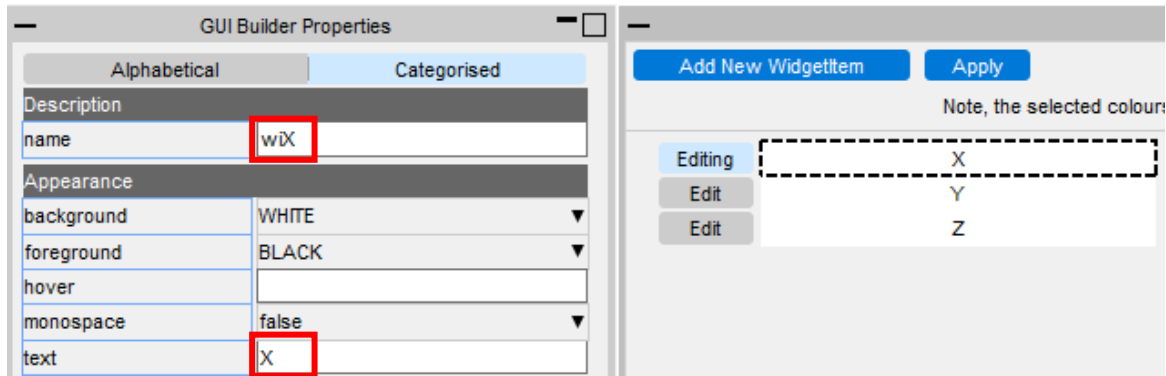 GUI Builder Properties
Alphabetical Categorised
Description
name wiX
Appearance
background WHITE
foreground BLACK
hover
monospace false
text X
Add New WidgetItem Apply
Note, the selected colours
Editing X
Edit Y
Edit Z